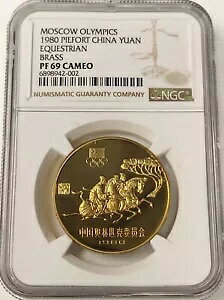 MOSCOW OLYMPICS
1980 PIEFORT CHINA YUAN
EQUESTRIAN
BRASS
PF 69 CAMEO
6898942-002
NGC
NUMISMATIC GUARANTY COMPANY
中国奥林匹克委员会
1980